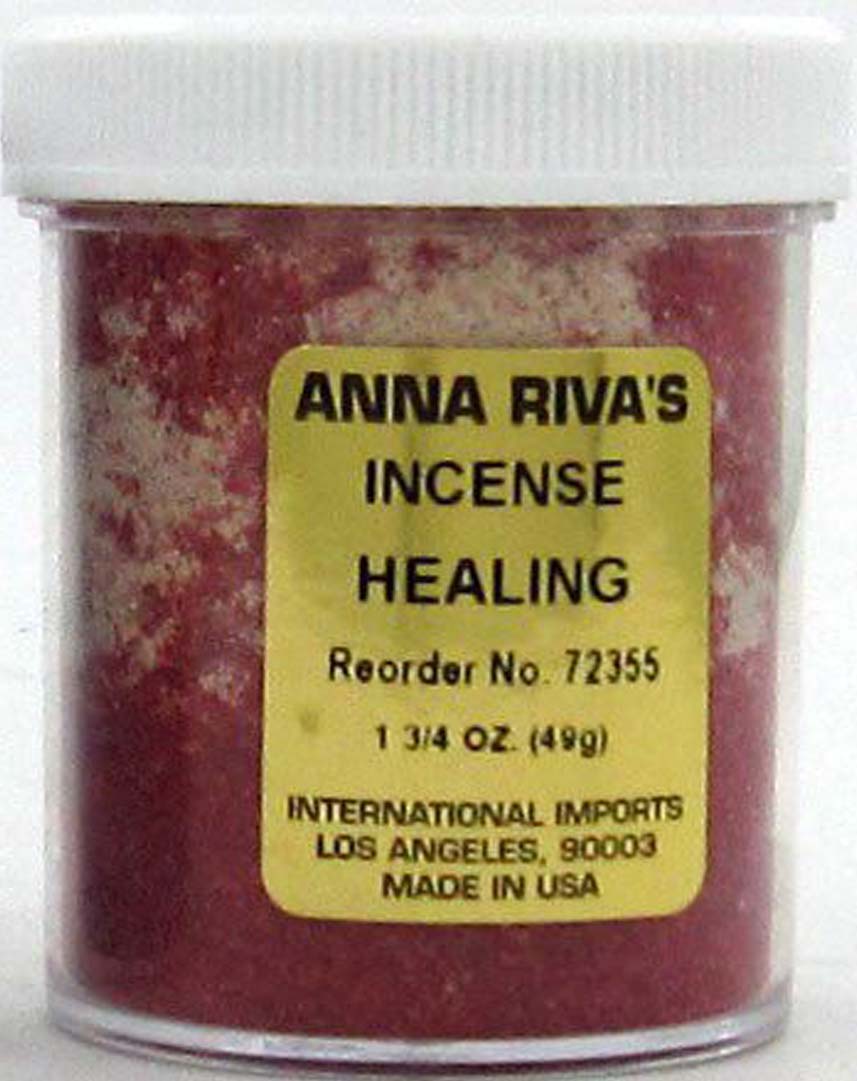 ANNA RIVA'S
INCENSE
HEALING
Reorder No. 72355
1 3/4 OZ. (49g)
INTERNATIONAL IMPORTS
LOS ANGELES, 90003
MADE IN USA